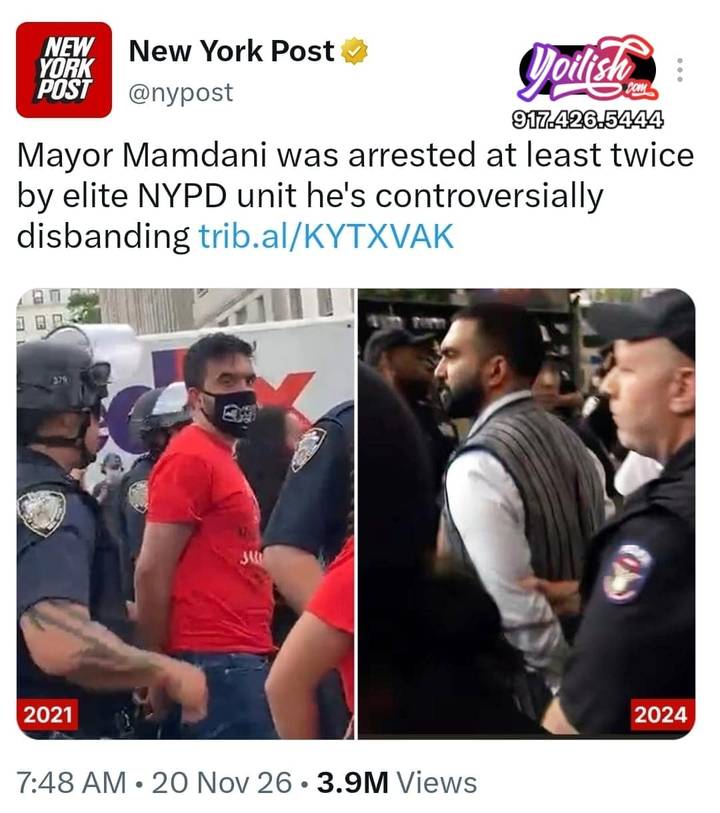 NEW
YORK
POST
New York Post
@nypost
Yoilish
.com
917.426.5444
Mayor Mamdani was arrested at least twice
by elite NYPD unit he's controversially
disbanding trib.al/KYTXVAK
379
2021
2024
7:48 AM • 20 Nov 26 • 3.9M Views